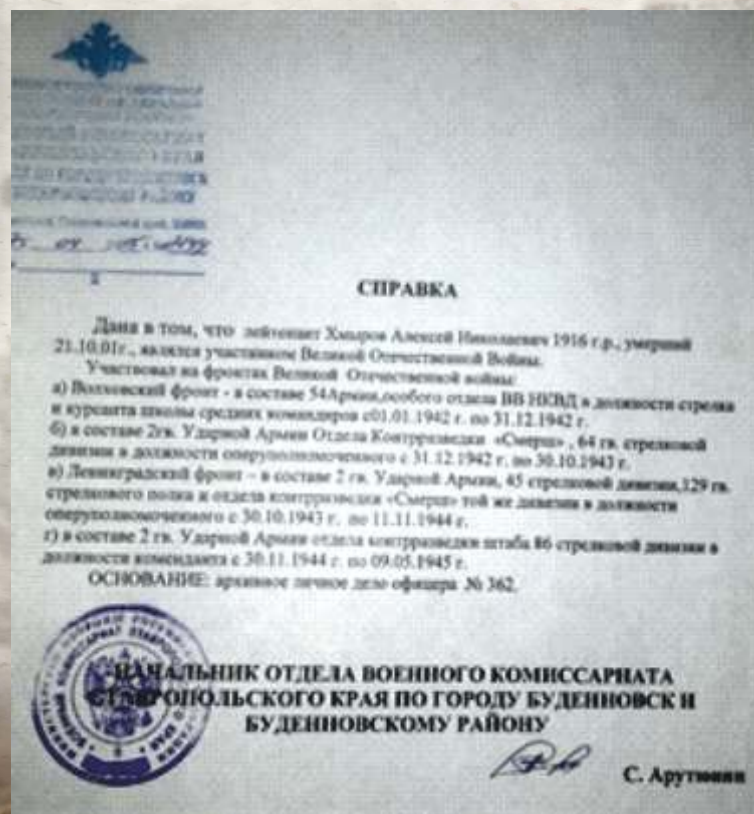 СПРАВКА
Дана в том, что лейтенант Хмыров Алексей Николаевич 1916 г.р., умерший
21.10.01г., являлся участником Великой Отечественной Войны.
Участвовал на фронтах Великой Отечественной войны:
а) Волховский фронт - в составе 54Армии,особого отдела ВВ НКВД в должности стрелка
и курсанта школы средних командиров с01.01.1942 г. по 31.12.1942 г.
б) в составе 2гв. Ударной Армии Отдела Контрразведки «Смерш» , 64 гв. стрелковой
дивизии в должности оперуполномоченного с 31.12.1942 г. по 30.10.1943 г.
в) Ленинградский фронт – в составе 2 гв. Ударной Армии, 45 стрелковой дивизии,129 гв.
стрелкового полка и отдела контрразведки «Смерш» той же дивизии в должности
оперуполномоченного с 30.10.1943 г. по 11.11.1944 г.
г) в составе 2 гв. Ударной Армии отдела контрразведки штаба 86 стрелковой дивизии в
должности коменданта с 30.11.1944 г. по 09.05.1945 г.
ОСНОВАНИЕ: архивное личное дело офицера № 362.
НАЧАЛЬНИК ОТДЕЛА ВОЕННОГО КОМИССАРИАТА
СТАВРОПОЛЬСКОГО КРАЯ ПО ГОРОДУ БУДЕННОВСК И
БУДЕННОВСКОМУ РАЙОНУ
С. Арутюнян